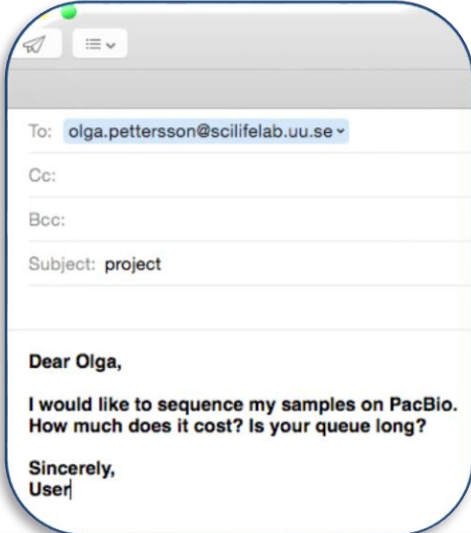 To: olga.pettersson@scilifelab.uu.se
Cc:
Bcc:
Subject: project
Dear Olga,
I would like to sequence my samples on PacBio.
How much does it cost? Is your queue long?
Sincerely,
User